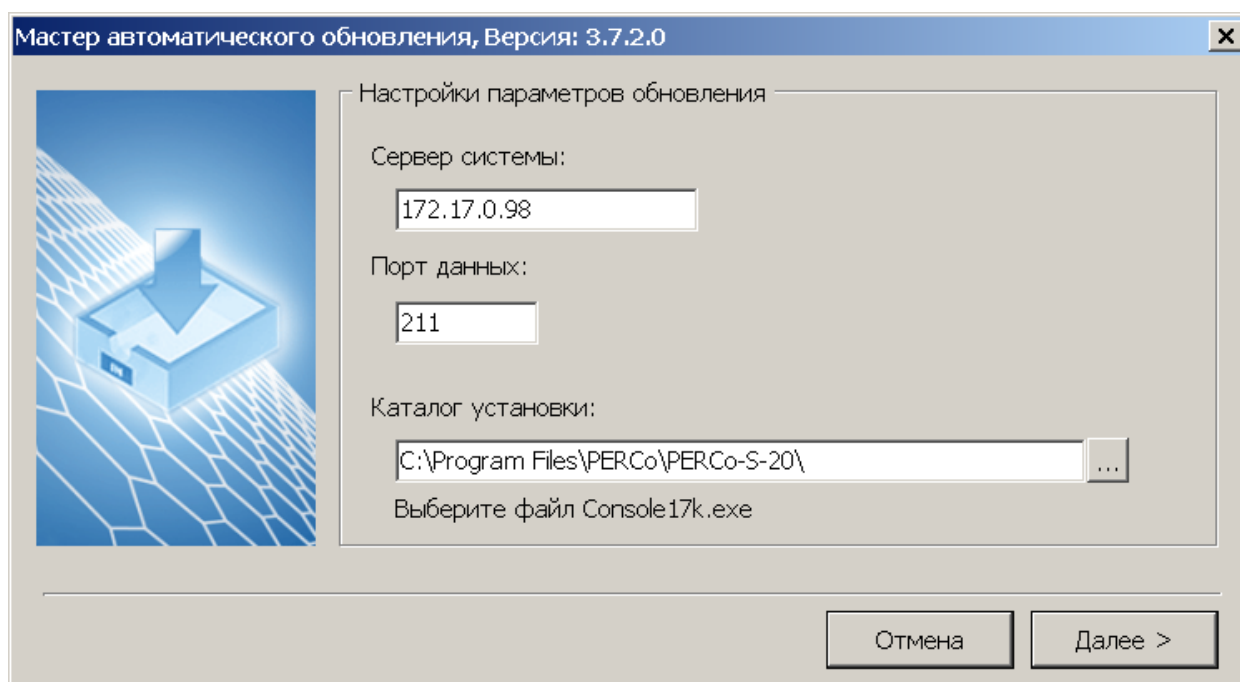 Мастер автоматического обновления, Версия: 3.7.2.0
Настройки параметров обновления
Сервер системы:
172.17.0.98
Порт данных:
211
Каталог установки:
C:\Program Files\PERCo\PERCo-S-20\
...
Выберите файл Console17k.exe
Отмена
Далее >